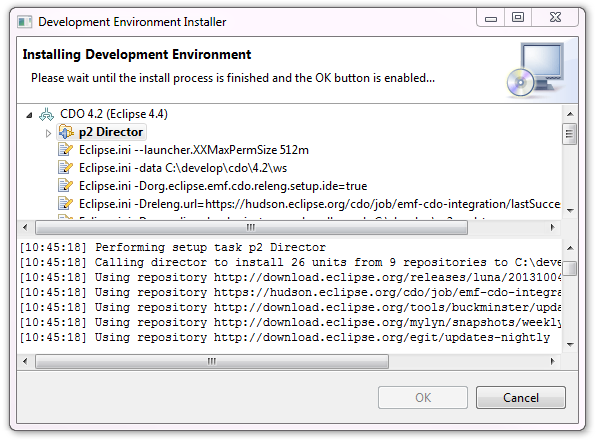 Development Environment Installer
Installing Development Environment
Please wait until the install process is finished and the OK button is enabled...
CDO 4.2 (Eclipse 4.4)
p2 Director
Eclipse.ini --launcher.XXMaxPermSize 512m
Eclipse.ini -data C:\develop\cdo\4.2\ws
Eclipse.ini -Dorg.eclipse.emf.cdo.releng.setup.ide=true
Eclipse.ini -Dreleng.url=https://hudson.eclipse.org/cdo/job/emf-cdo-integration/lastSucce
[10:45:18] Performing setup task p2 Director
[10:45:18] Calling director to install 26 units from 9 repositories to C:\deve
[10:45:18] Using repository http://download.eclipse.org/releases/luna/20131004
[10:45:18] Using repository https://hudson.eclipse.org/cdo/job/emf-cdo-integra
[10:45:18] Using repository http://download.eclipse.org/tools/buckminster/upda
[10:45:18] Using repository http://download.eclipse.org/mylyn/snapshots/weekly
[10:45:18] Using repository http://download.eclipse.org/egit/updates-nightly
OK
Cancel